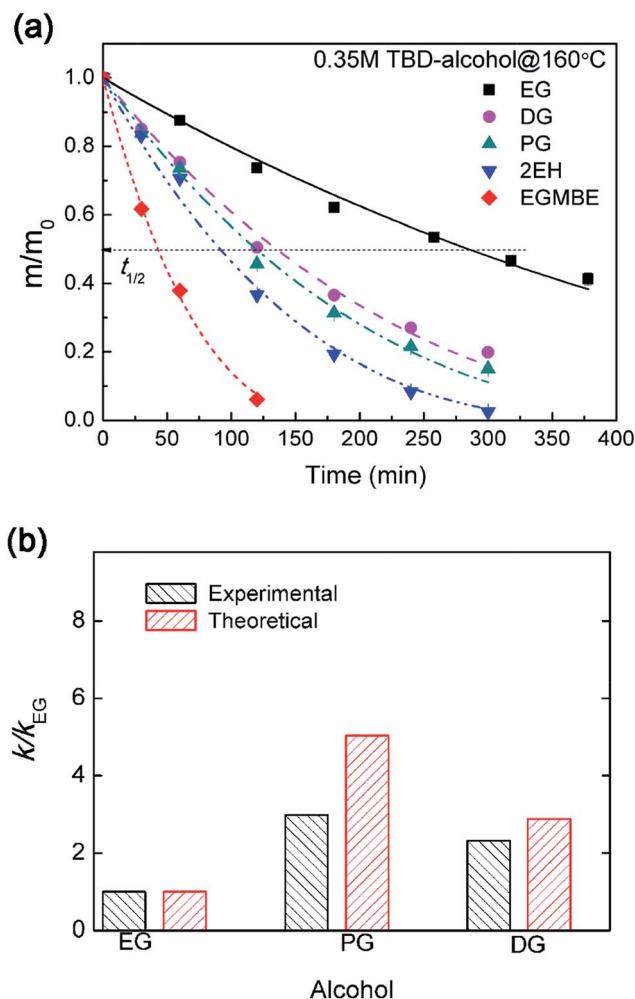 (a)
0.35M TBD-alcohol@160°C
EG
DG
PG
2EH
EGMBE
1.0
0.8
0.6
0.4
0.2
0.0
m/m0
t1/2
0 50 100 150 200 250 300 350 400
Time (min)
(b)
Experimental
Theoretical
8
6
4
2
0
k/kEG
EG PG DG
Alcohol